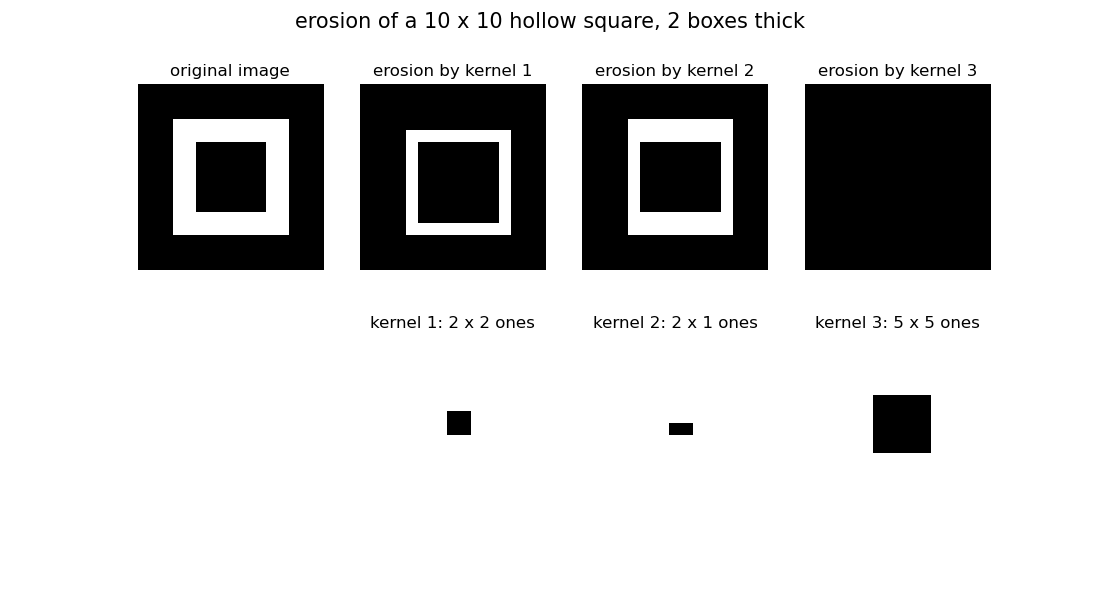 erosion of a 10 x 10 hollow square, 2 boxes thick
original image
erosion by kernel 1
erosion by kernel 2
erosion by kernel 3
kernel 1: 2 x 2 ones
kernel 2: 2 x 1 ones
kernel 3: 5 x 5 ones